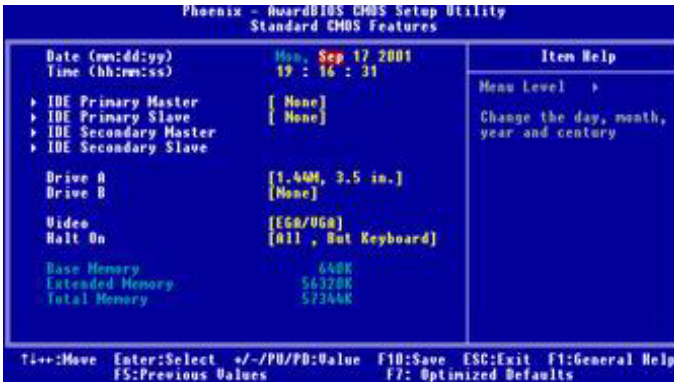 Phoenix - AwardBIOS CMOS Setup Utility
Standard CMOS Features
Date (mm:dd:yy) Mon, Sep 17 2001
Time (hh:mm:ss) 19 : 16 : 31
IDE Primary Master [ None]
IDE Primary Slave [ None]
IDE Secondary Master
IDE Secondary Slave
Drive A [1.44M, 3.5 in.]
Drive B [None]
Video [EGA/VGA]
Halt On [All , But Keyboard]
Base Memory 640K
Extended Memory 56320K
Total Memory 57344K
Item Help
Menu Level
Change the day, month,
year and century
↑↓→←:Move Enter:Select +/-/PU/PD:Value F10:Save ESC:Exit F1:General Help
F5:Previous Values F7: Optimized Defaults